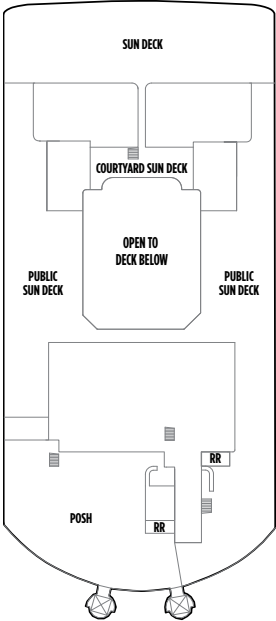 SUN DECK
COURTYARD SUN DECK
OPEN TO
DECK BELOW
PUBLIC
SUN DECK
PUBLIC
SUN DECK
RR
POSH
RR